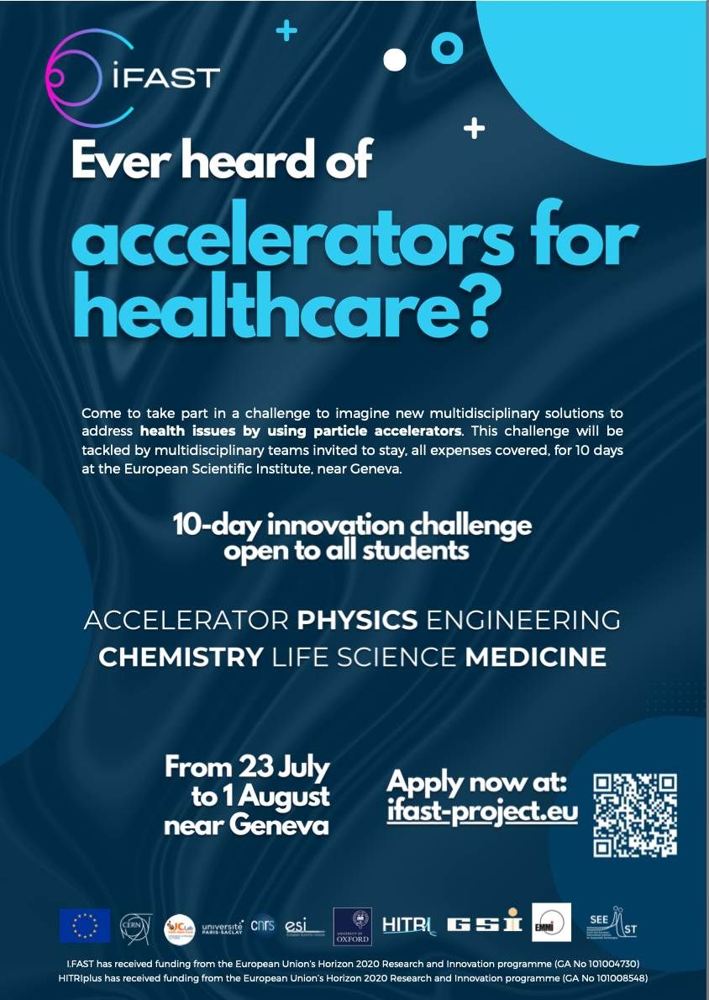 iFAST
Ever heard of
accelerators for
healthcare?
Come to take part in a challenge to imagine new multidisciplinary solutions to
address health issues by using particle accelerators. This challenge will be
tackled by multidisciplinary teams invited to stay, all expenses covered, for 10 days
at the European Scientific Institute, near Geneva.
10-day innovation challenge
open to all students
ACCELERATOR PHYSICS ENGINEERING
CHEMISTRY LIFE SCIENCE MEDICINE
From 23 July
to 1 August
near Geneva
Apply now at:
ifast-project.eu
CERN
iJCLab
université
PARIS-SACLAY
cnrs
esi
European Scientific Institute
UNIVERSITY OF
OXFORD
HITRI
GSI
EMMI
SEE
IST
I.FAST has received funding from the European Union's Horizon 2020 Research and Innovation programme (GA No 101004730)
HITRIplus has received funding from the European Union's Horizon 2020 Research and Innovation programme (GA No 101008548)